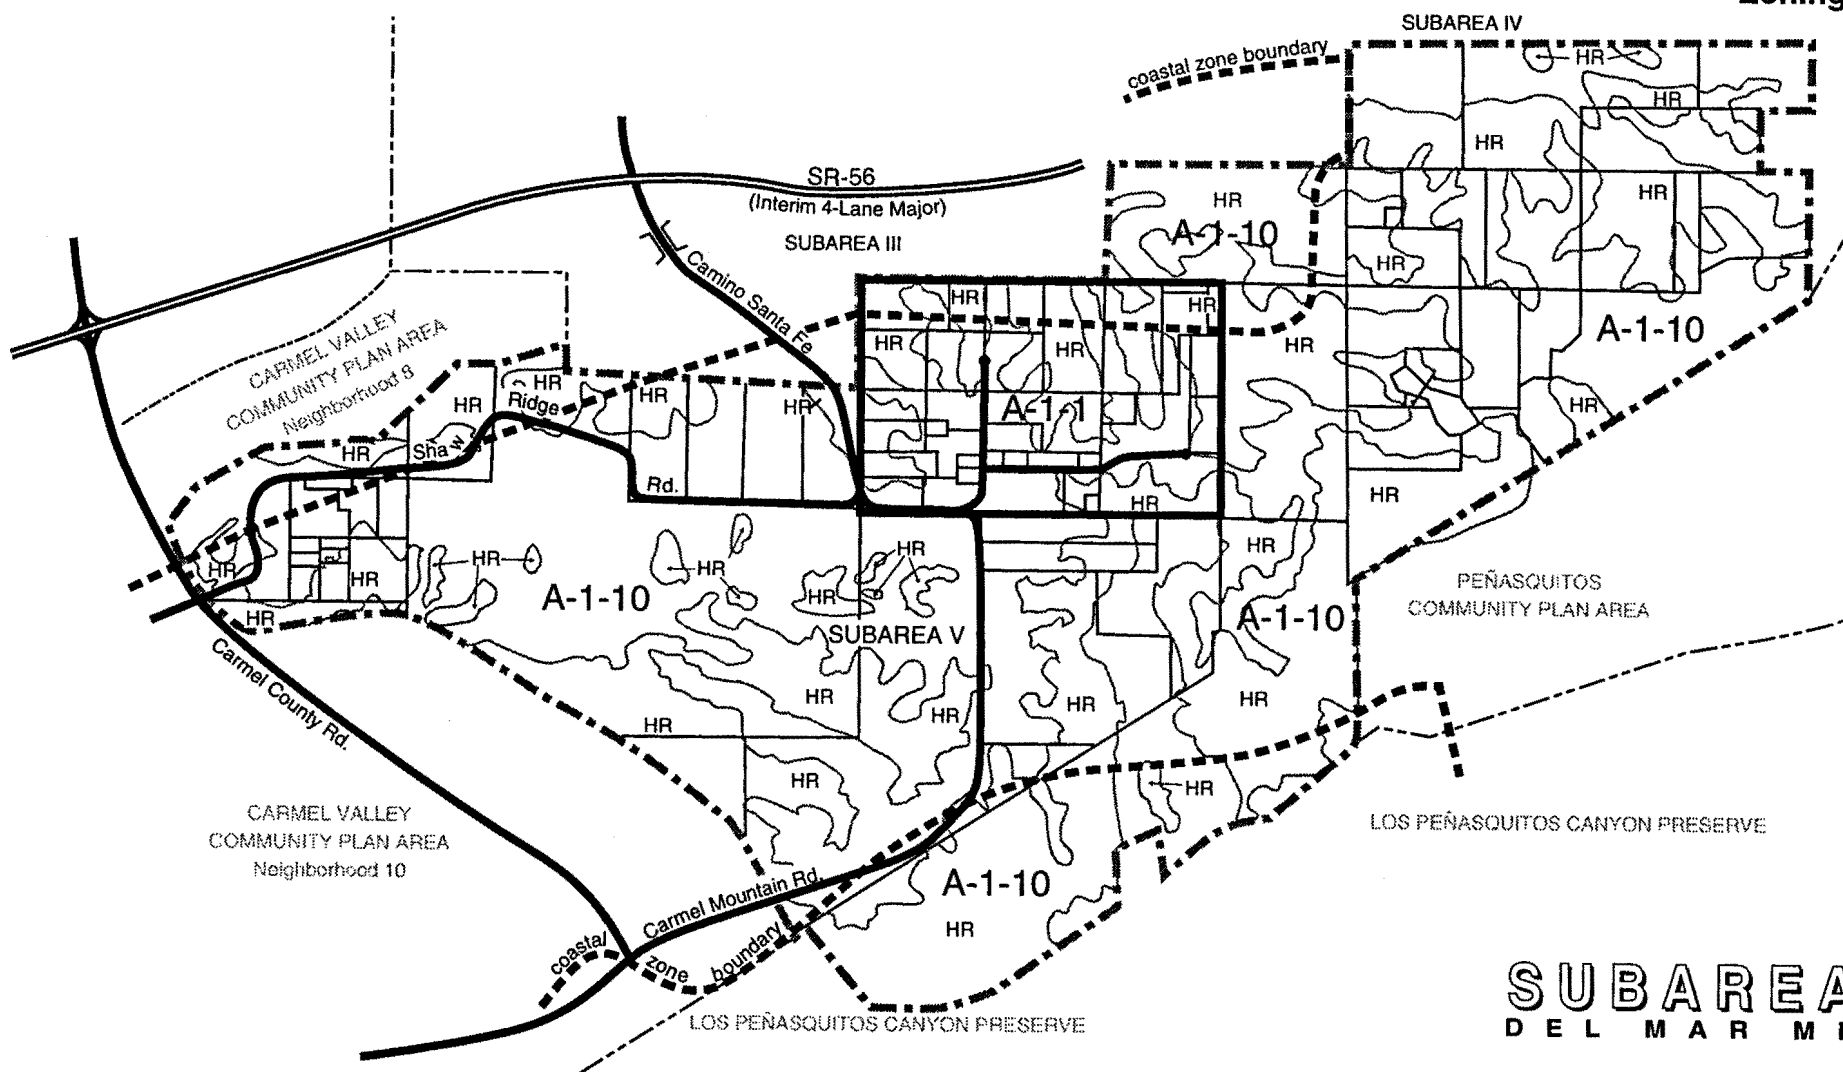 SUBAREA IV
coastal zone boundary
HR
HR
HR
SR-56
(Interim 4-Lane Major)
HR
HR
A-1-10
SUBAREA III
Camino Santa Fe
HR
HR
HR
A-1-10
CARMEL VALLEY
COMMUNITY PLAN AREA
Neighborhood 8
HR
HR
HR
HR
HR
HR
HR
Shaw Ridge Rd.
A-1-1
HR
HR
HR
HR
HR
HR
HR
HR
HR
HR
HR
HR
A-1-10
SUBAREA V
A-1-10
PEÑASQUITOS
COMMUNITY PLAN AREA
HR
Carmel County Rd.
HR
HR
HR
HR
HR
HR
HR
CARMEL VALLEY
COMMUNITY PLAN AREA
Neighborhood 10
LOS PEÑASQUITOS CANYON PRESERVE
Carmel Mountain Rd.
A-1-10
HR
coastal zone boundary
LOS PEÑASQUITOS CANYON PRESERVE
SUBAREA
DEL MAR